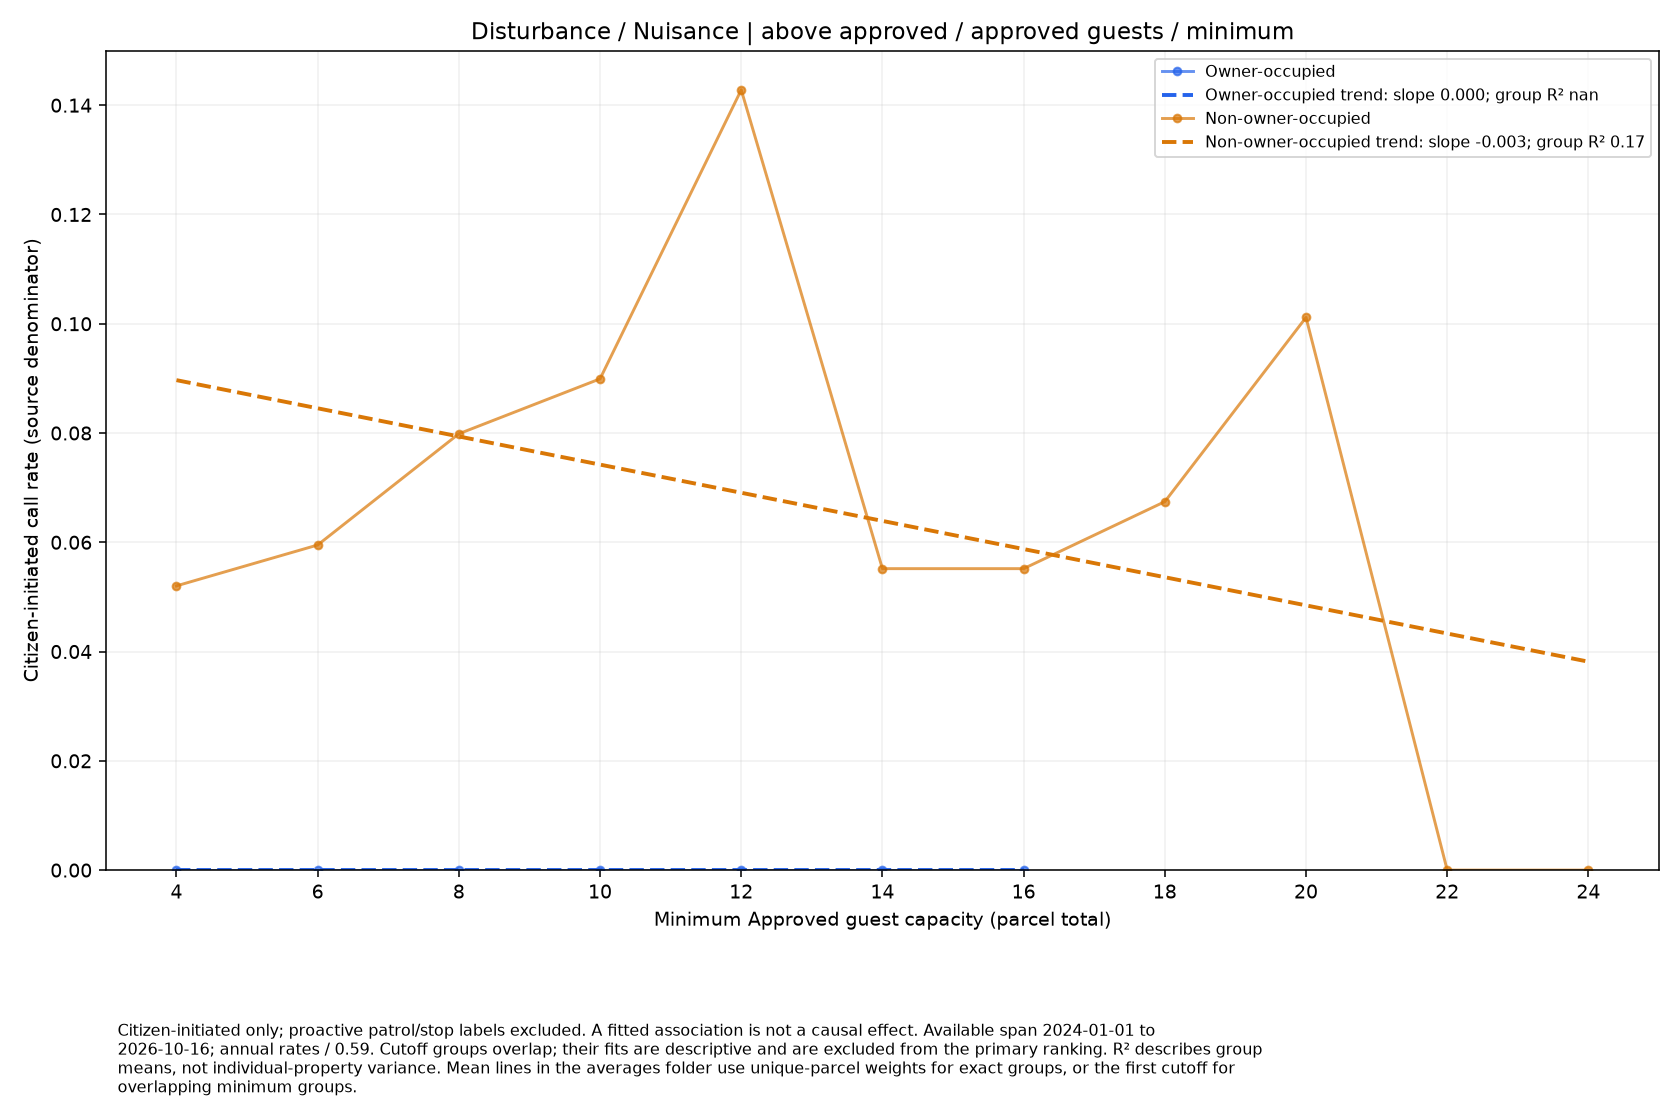 Disturbance / Nuisance | above approved / approved guests / minimum
Owner-occupied
Owner-occupied trend: slope 0.000; group R² nan
Non-owner-occupied
Non-owner-occupied trend: slope -0.003; group R² 0.17
Citizen-initiated call rate (source denominator)
0.14
0.12
0.10
0.08
0.06
0.04
0.02
0.00
4 6 8 10 12 14 16 18 20 22 24
Minimum Approved guest capacity (parcel total)
Citizen-initiated only; proactive patrol/stop labels excluded. A fitted association is not a causal effect. Available span 2024-01-01 to
2026-10-16; annual rates / 0.59. Cutoff groups overlap; their fits are descriptive and are excluded from the primary ranking. R² describes group
means, not individual-property variance. Mean lines in the averages folder use unique-parcel weights for exact groups, or the first cutoff for
overlapping minimum groups.